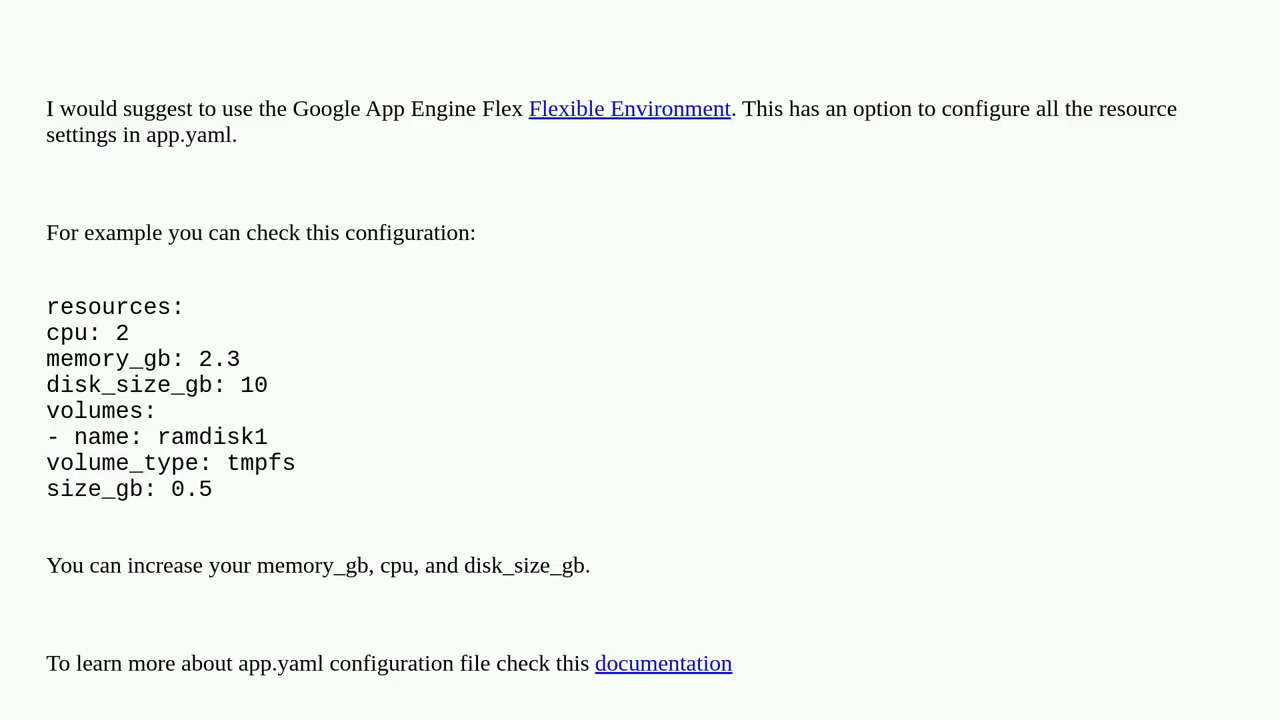 I would suggest to use the Google App Engine Flex Flexible Environment. This has an option to configure all the resource
settings in app.yaml.
For example you can check this configuration:
resources:
cpu: 2
memory_gb: 2.3
disk_size_gb: 10
volumes:
- name: ramdisk1
volume_type: tmpfs
size_gb: 0.5
You can increase your memory_gb, cpu, and disk_size_gb.
To learn more about app.yaml configuration file check this documentation